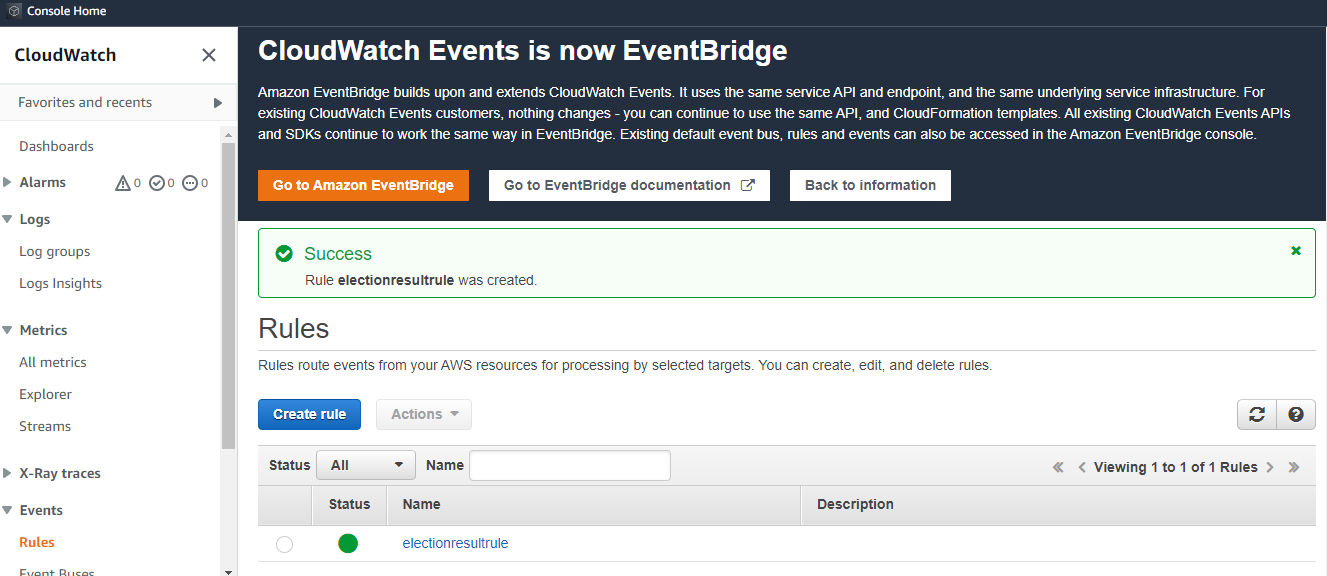 Console Home
CloudWatch
Favorites and recents
Dashboards
Alarms 0 0 0
Logs
Log groups
Logs Insights
Metrics
All metrics
Explorer
Streams
X-Ray traces
Events
Rules
Event Buses
CloudWatch Events is now EventBridge
Amazon EventBridge builds upon and extends CloudWatch Events. It uses the same service API and endpoint, and the same underlying service infrastructure. For
existing CloudWatch Events customers, nothing changes - you can continue to use the same API, and CloudFormation templates. All existing CloudWatch Events APIs
and SDKs continue to work the same way in EventBridge. Existing default event bus, rules and events can also be accessed in the Amazon EventBridge console.
Go to Amazon EventBridge Go to EventBridge documentation Back to information
Success
Rule electionresultrule was created.
Rules
Rules route events from your AWS resources for processing by selected targets. You can create, edit, and delete rules.
Create rule Actions
Status All Name Viewing 1 to 1 of 1 Rules
Status Name Description
electionresultrule